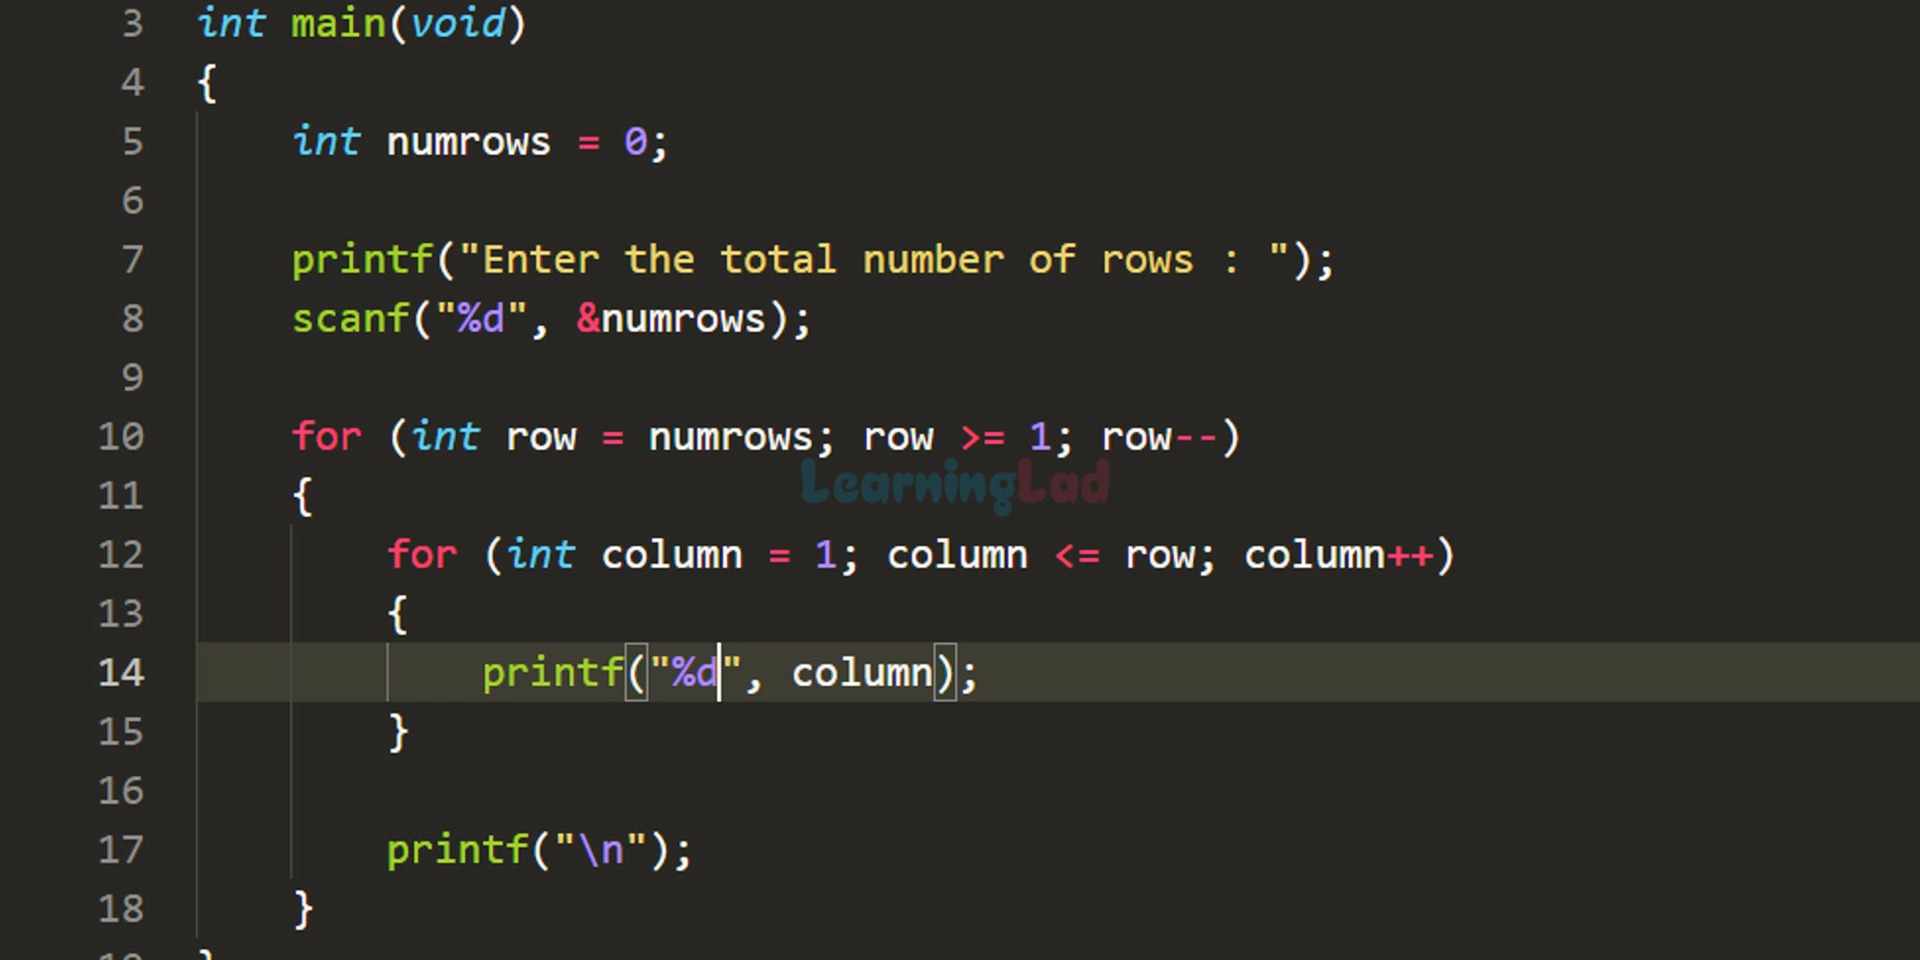 3 int main(void)
4 {
5 int numrows = 0;
6
7 printf("Enter the total number of rows : ");
8 scanf("%d", &numrows);
9
10 for (int row = numrows; row >= 1; row--)
LearningLad
11 {
12 for (int column = 1; column <= row; column++)
13 {
14 printf("%d", column);
15 }
16
17 printf("\n");
18 }
19 }